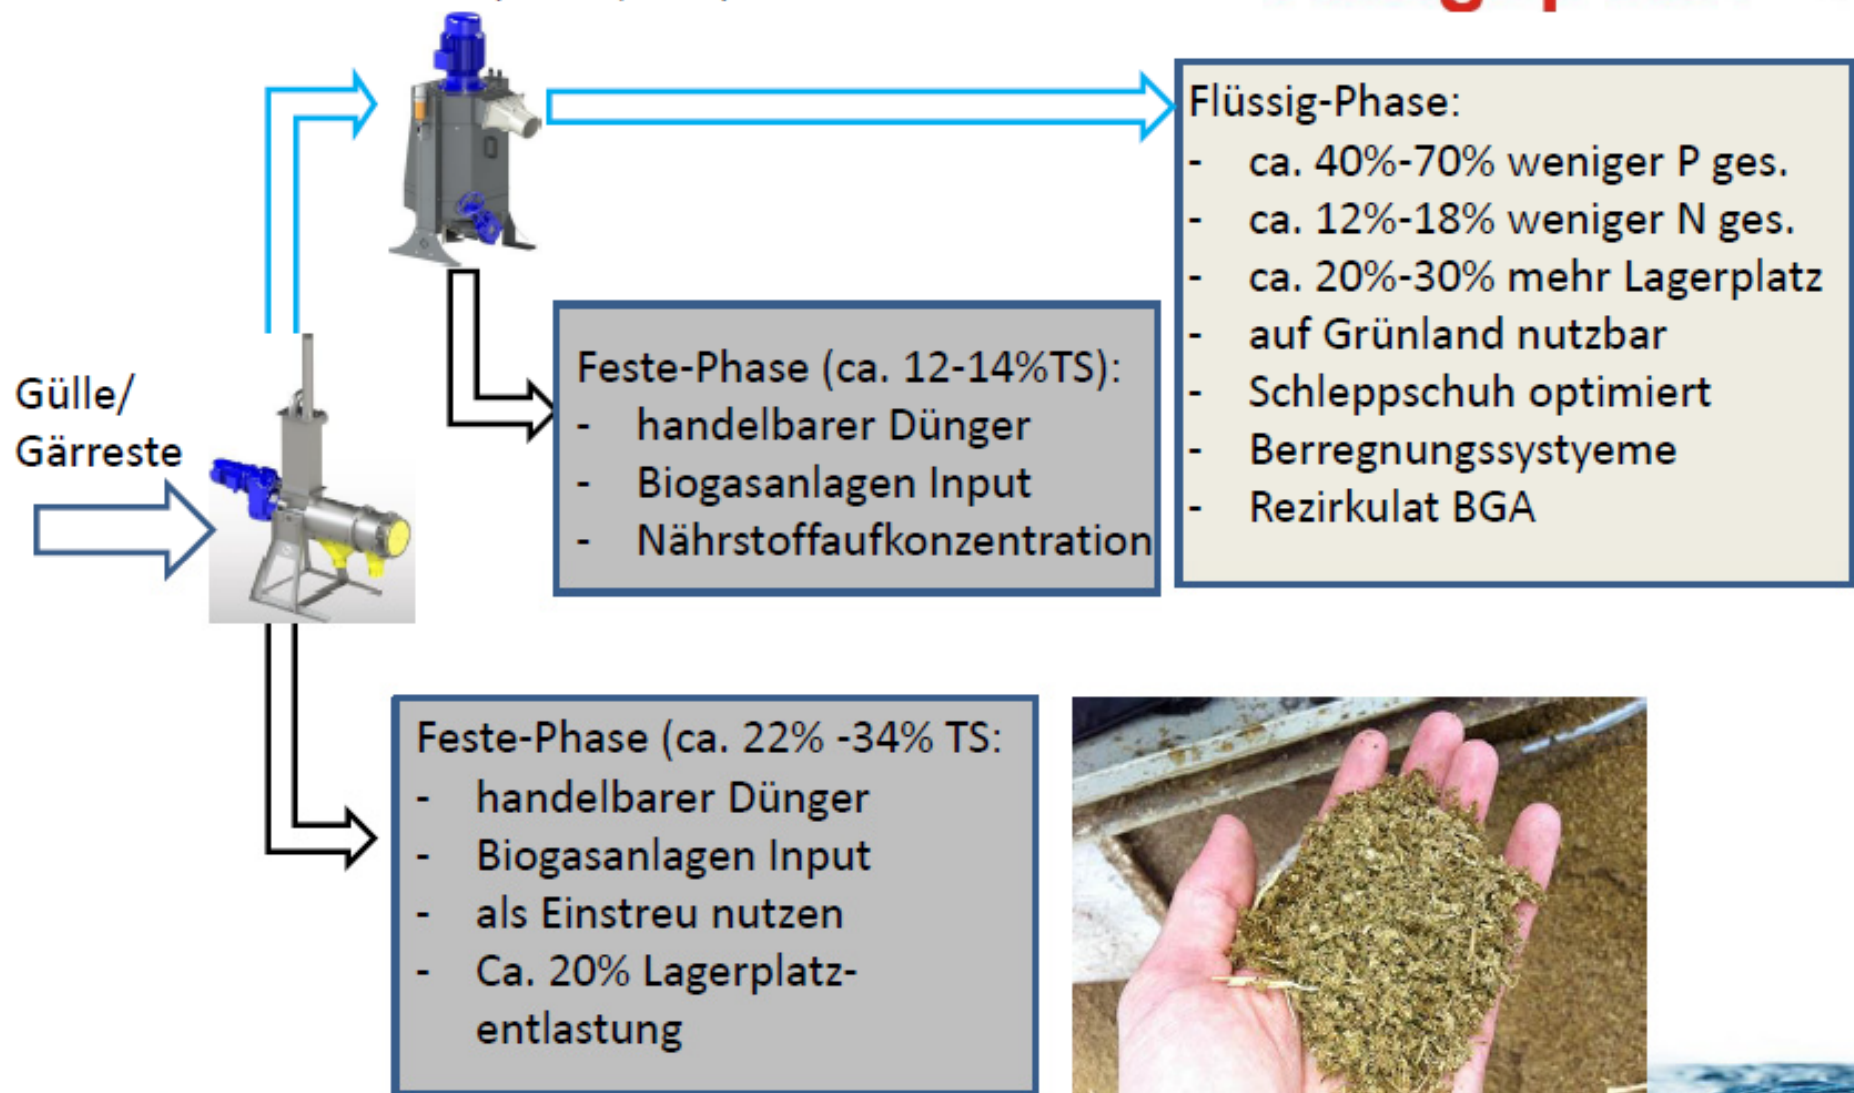 Gülle/
Gärreste
Flüssig-Phase:
- ca. 40%-70% weniger P ges.
- ca. 12%-18% weniger N ges.
- ca. 20%-30% mehr Lagerplatz
- auf Grünland nutzbar
- Schleppschuh optimiert
- Berregnungssystyeme
- Rezirkulat BGA
Feste-Phase (ca. 12-14%TS):
- handelbarer Dünger
- Biogasanlagen Input
- Nährstoffaufkonzentration
Feste-Phase (ca. 22% -34% TS:
- handelbarer Dünger
- Biogasanlagen Input
- als Einstreu nutzen
- Ca. 20% Lagerplatz-
entlastung